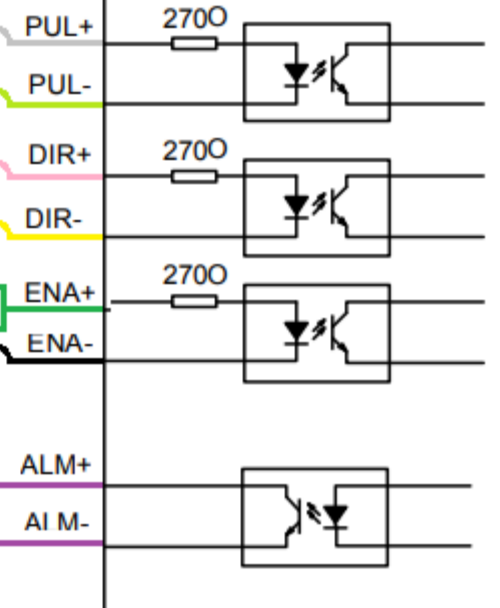 270O
PUL+
PUL-
270O
DIR+
DIR-
270O
ENA+
ENA-
ALM+
ALM-